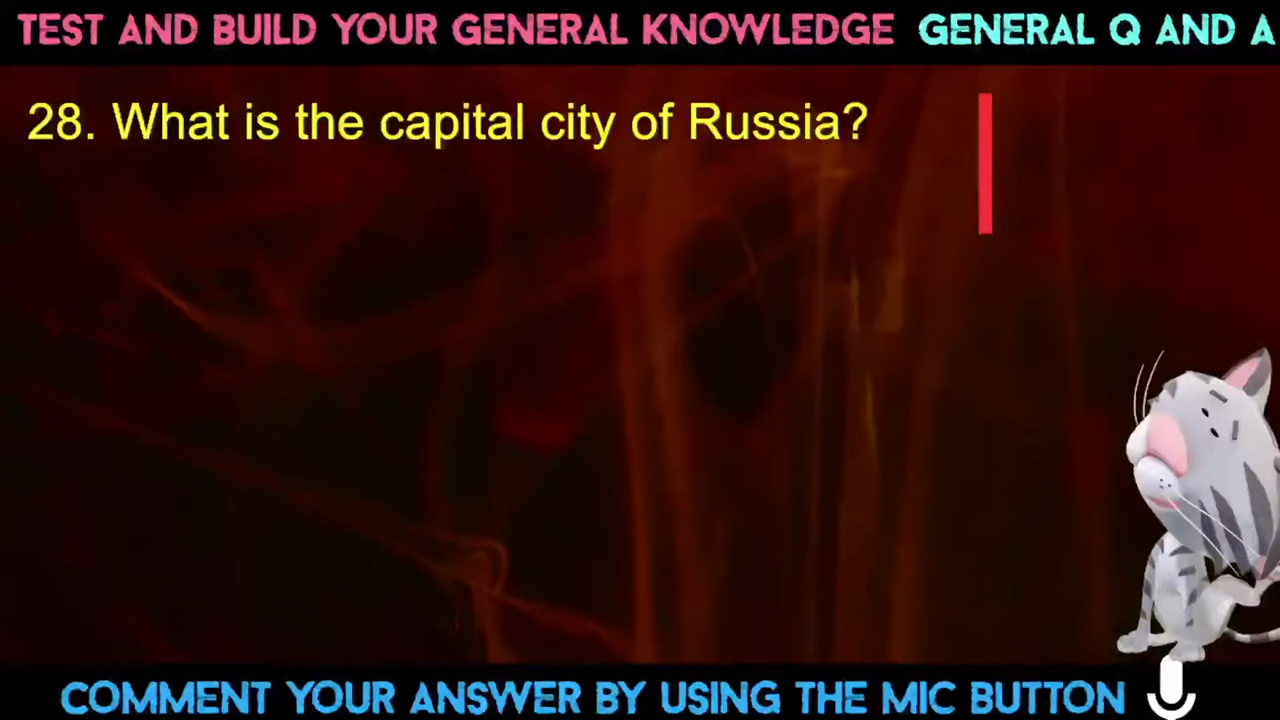 TEST AND BUILD YOUR GENERAL KNOWLEDGE GENERAL Q AND A
28. What is the capital city of Russia?
COMMENT YOUR ANSWER BY USING THE MIC BUTTON